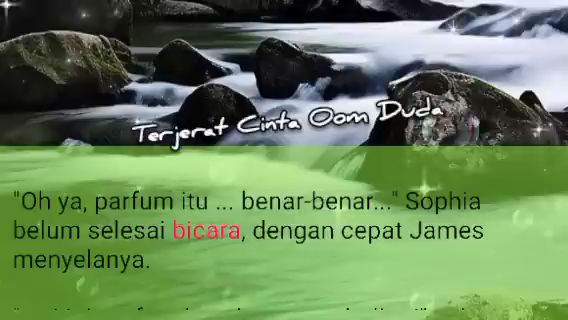 Terjerat Cinta Oom Duda
"Oh ya, parfum itu ... benar-benar..." Sophia
belum selesai bicara, dengan cepat James
menyelanya.